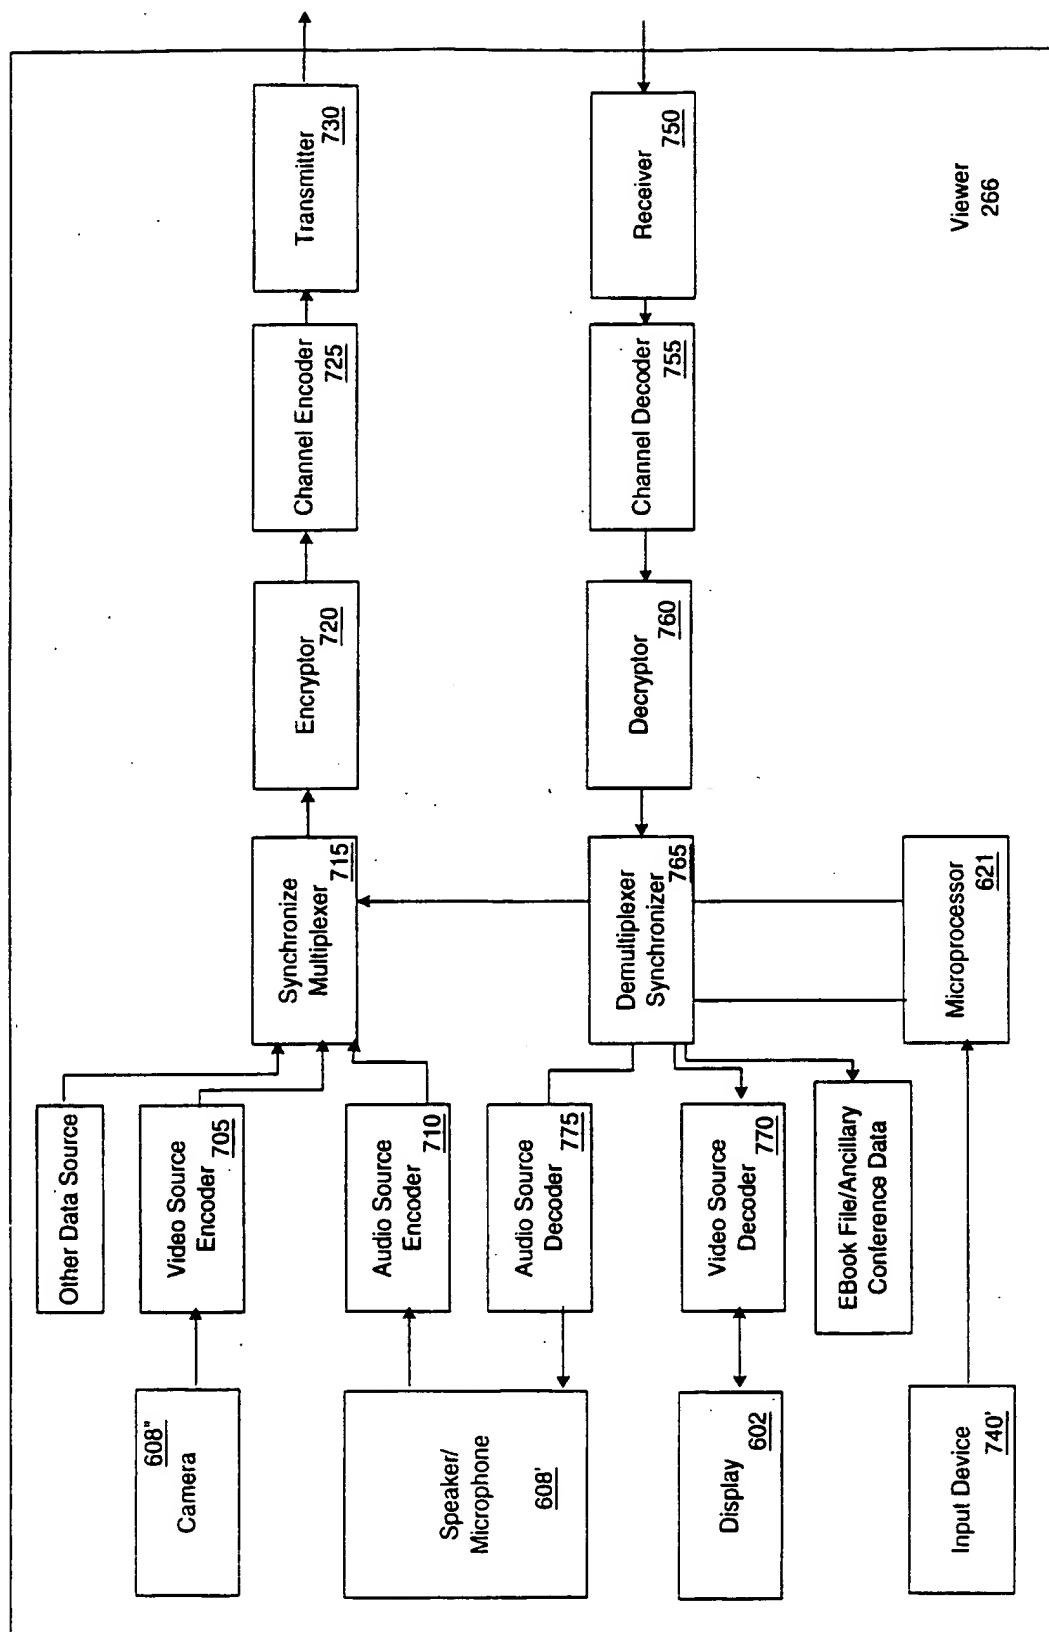 Camera
608"
Speaker/
Microphone
608'
Display
602
Input Device
740'
Other Data Source
Video Source
Encoder
705
Audio Source
Encoder
710
Audio Source
Decoder
775
Video Source
Decoder
770
EBook File/Ancillary
Conference Data
Synchronize
Multiplexer
715
Demultiplexer
Synchronizer
765
Microprocessor
621
Encryptor
720
Decryptor
760
Channel Encoder
725
Channel Decoder
755
Transmitter
730
Receiver
750
Viewer
266